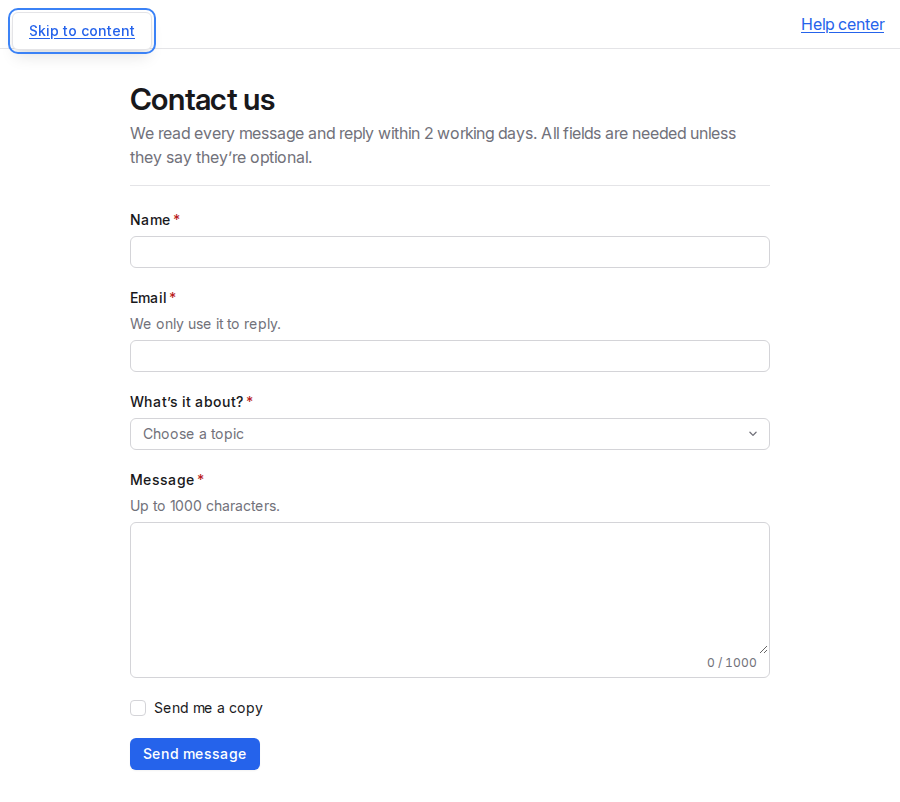 Skip to content
Help center
Contact us
We read every message and reply within 2 working days. All fields are needed unless
they say they’re optional.
Name *
Email *
We only use it to reply.
What’s it about? *
Choose a topic
Message *
Up to 1000 characters.
0 / 1000
Send me a copy
Send message